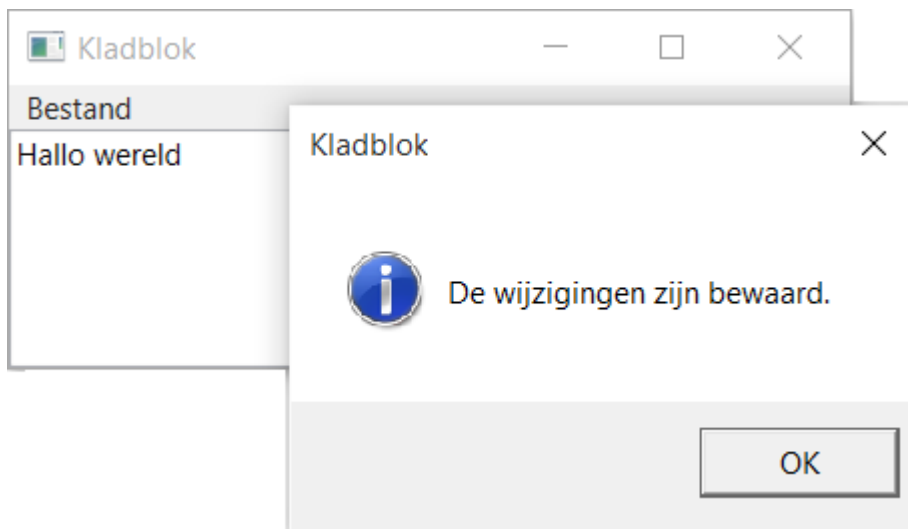 Kladblok
Bestand
Hallo wereld
Kladblok
De wijzigingen zijn bewaard.
OK